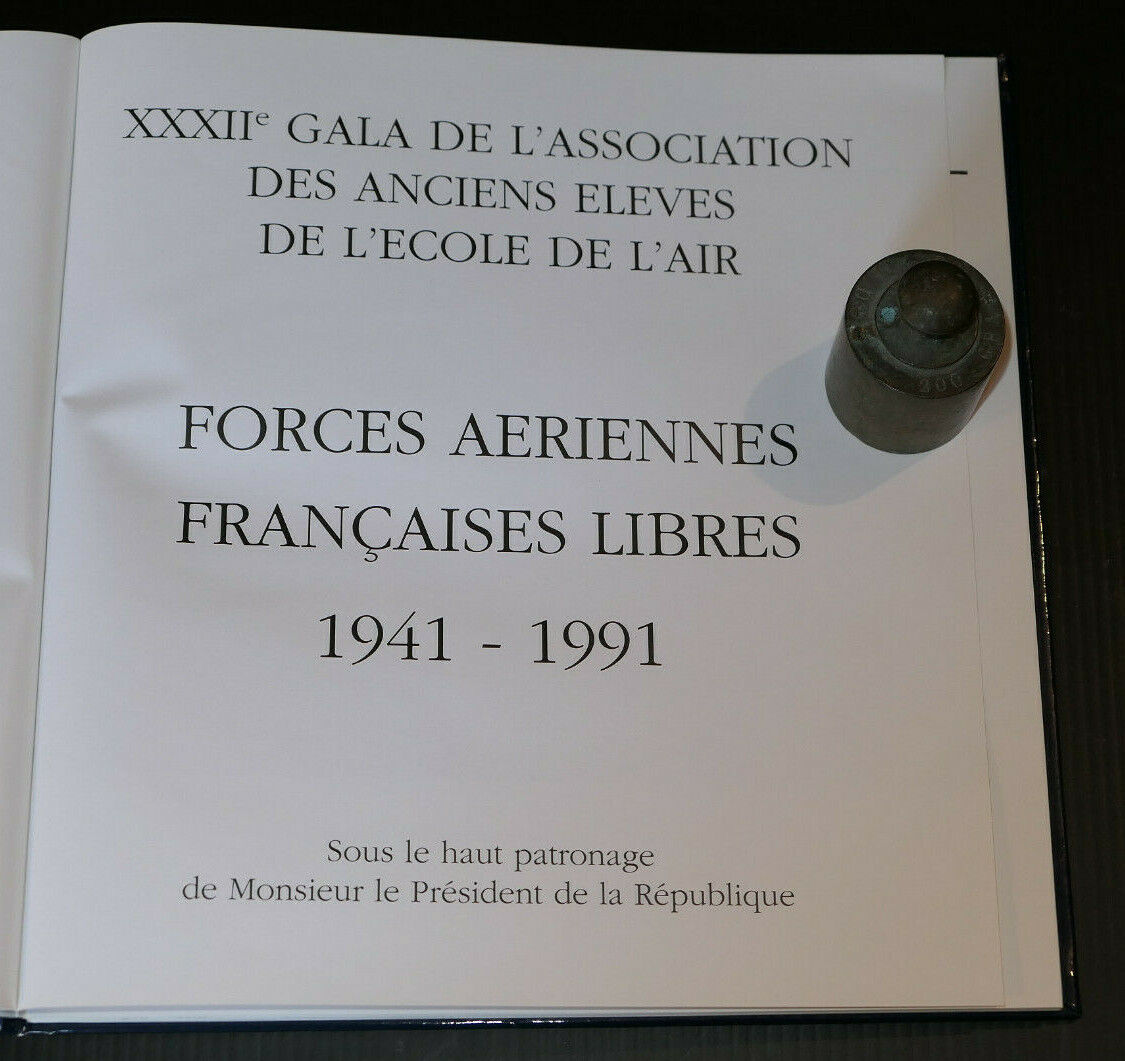 XXXIIe GALA DE L'ASSOCIATION
DES ANCIENS ELEVES
DE L'ECOLE DE L'AIR
FORCES AERIENNES
FRANÇAISES LIBRES
1941 - 1991
Sous le haut patronage
de Monsieur le Président de la République
200